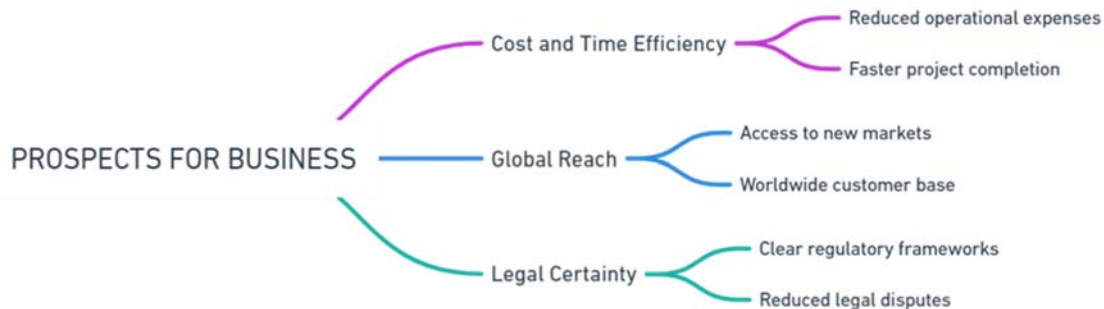 PROSPECTS FOR BUSINESS
Cost and Time Efficiency
Reduced operational expenses
Faster project completion
Global Reach
Access to new markets
Worldwide customer base
Legal Certainty
Clear regulatory frameworks
Reduced legal disputes